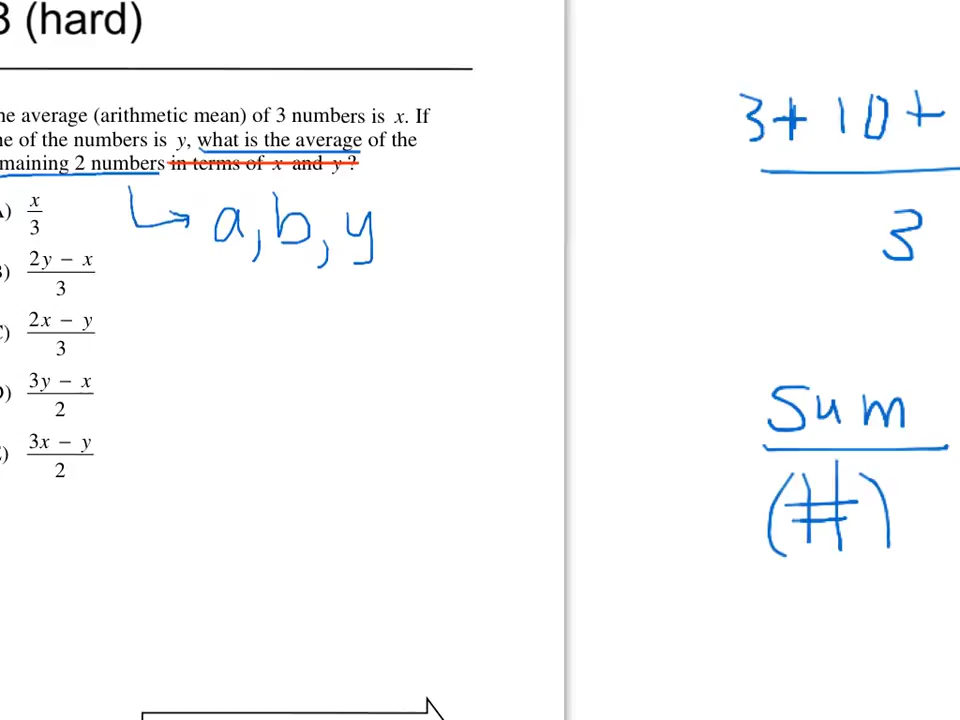 3 (hard)
he average (arithmetic mean) of 3 numbers is x. If
ne of the numbers is y, what is the average of the
maining 2 numbers in terms of x and y ?
A) x/3
B) 2y − x / 3
C) 2x − y / 3
D) 3y − x / 2
E) 3x − y / 2
a, b, y
3 + 10 +
3
Sum
(#)